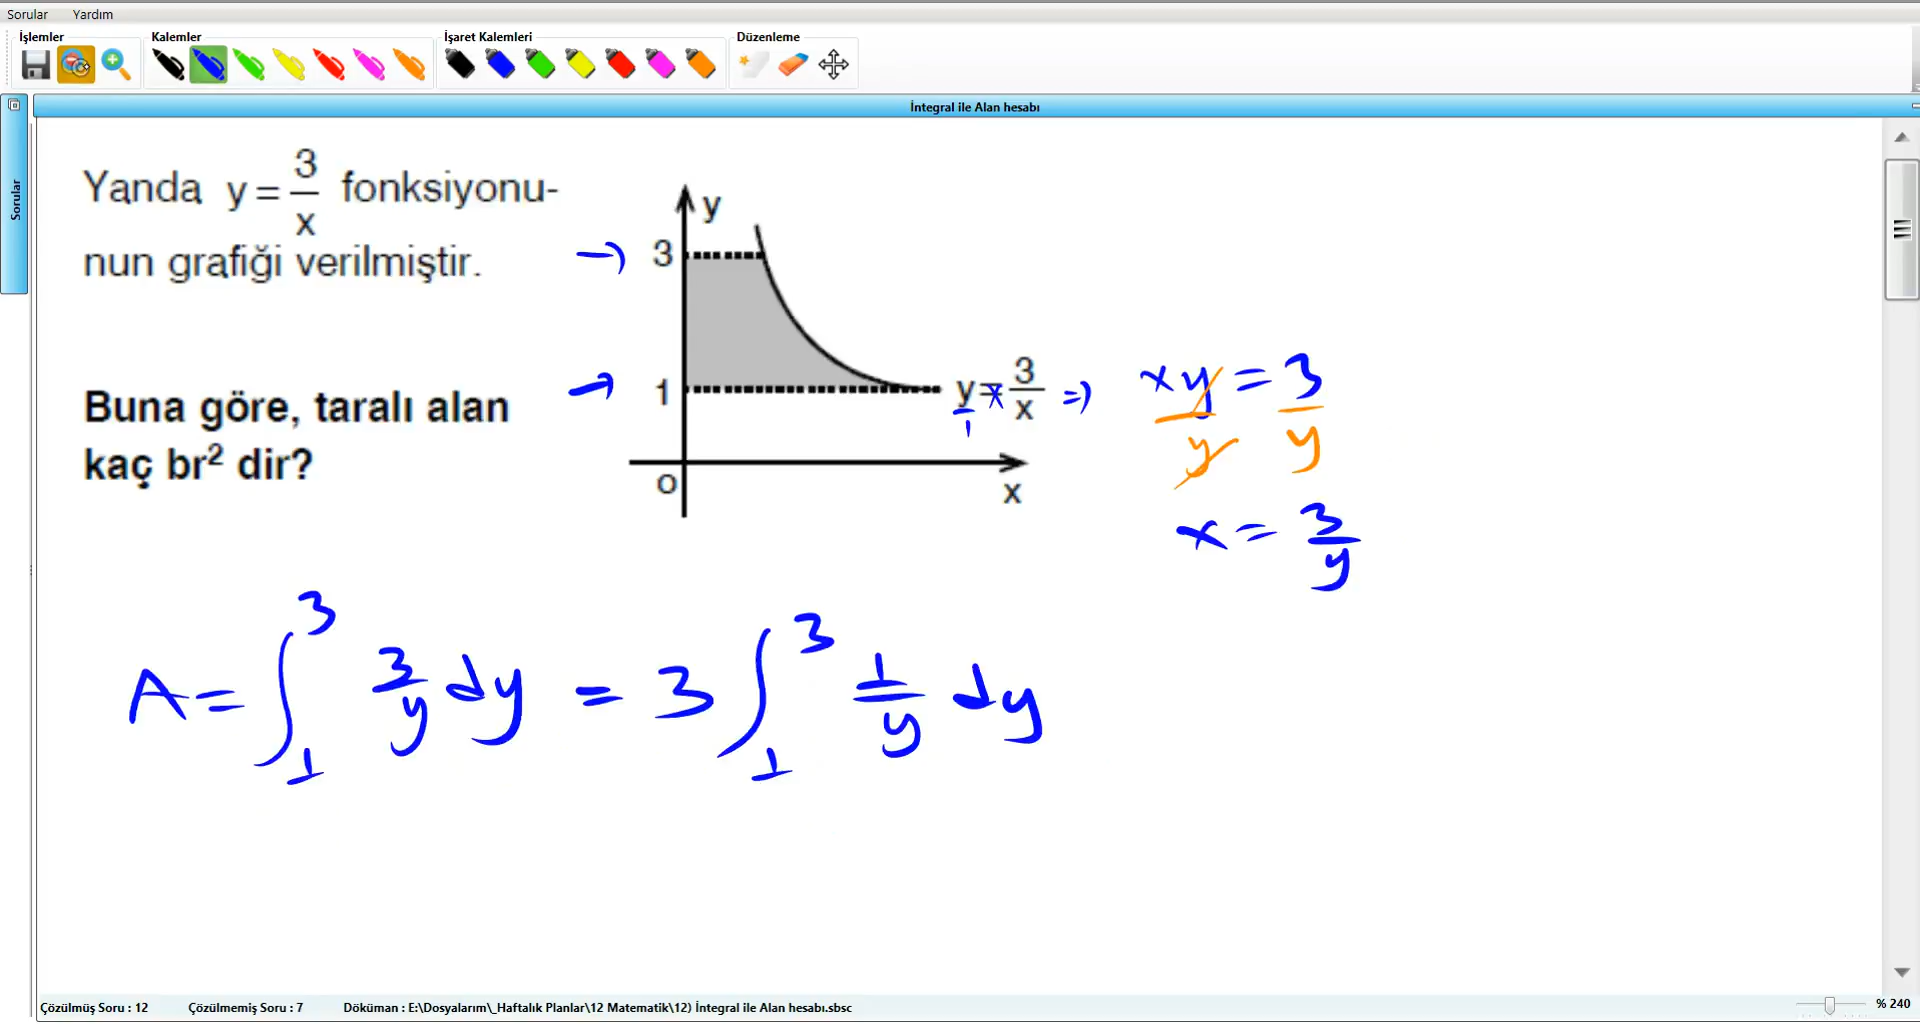 Sorular Yardım
İşlemler Kalemler İşaret Kalemleri Düzenleme
İntegral ile Alan hesabı
Sorular
Yanda y = 3/x fonksiyonu-
nun grafiği verilmiştir.
Buna göre, taralı alan
kaç br² dir?
y
→ 3
→ 1
y = 3/x ⇒ xy = 3
1
y y
O x
x = 3/y
A = ∫₁³ 3/y dy = 3 ∫₁³ 1/y dy
Çözülmüş Soru : 12 Çözülmemiş Soru : 7 Döküman : E:\Dosyalarım\_Haftalık Planlar\12 Matematik\12) İntegral ile Alan hesabı.sbsc % 240